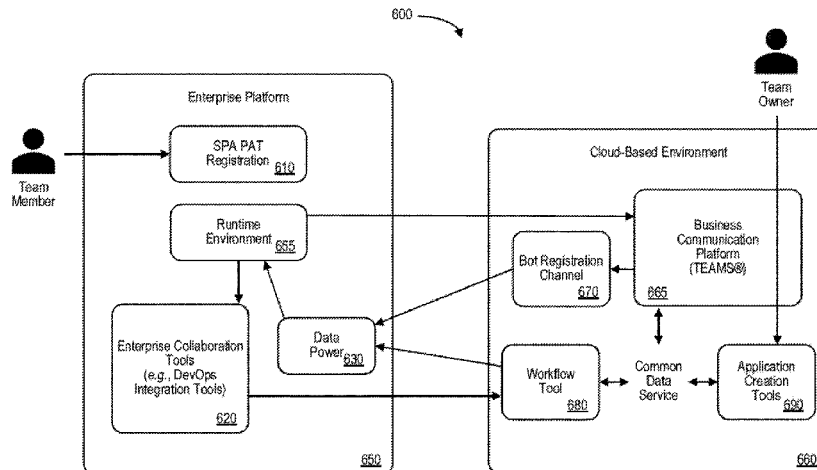 600
Team
Owner
Enterprise Platform
Cloud-Based Environment
Team
Member
SPA PAT
Registration
610
Runtime
Environment
655
Business
Communication
Platform
(TEAMS®)
665
Bot Registration
Channel
670
Data
Power
630
Enterprise Collaboration
Tools
(e.g., DevOps
Integration Tools)
620
Workflow
Tool
680
Common
Data
Service
Application
Creation
Tools
690
650
660